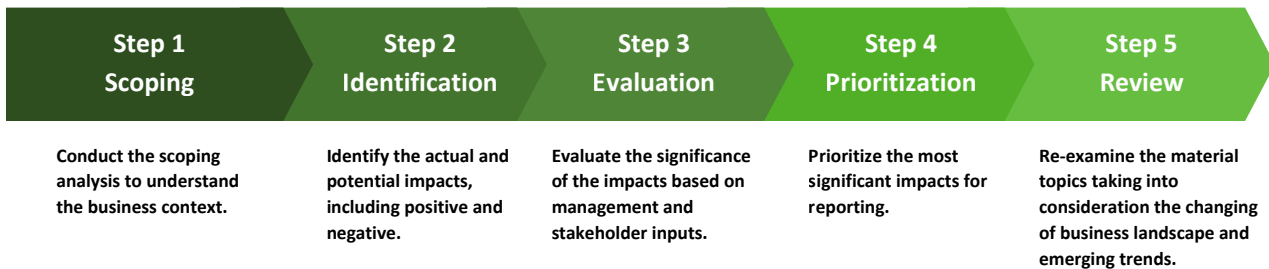 Step 1
Scoping
Step 2
Identification
Step 3
Evaluation
Step 4
Prioritization
Step 5
Review
Conduct the scoping
analysis to understand
the business context.
Identify the actual and
potential impacts,
including positive and
negative.
Evaluate the significance
of the impacts based on
management and
stakeholder inputs.
Prioritize the most
significant impacts for
reporting.
Re-examine the material
topics taking into
consideration the changing
of business landscape and
emerging trends.